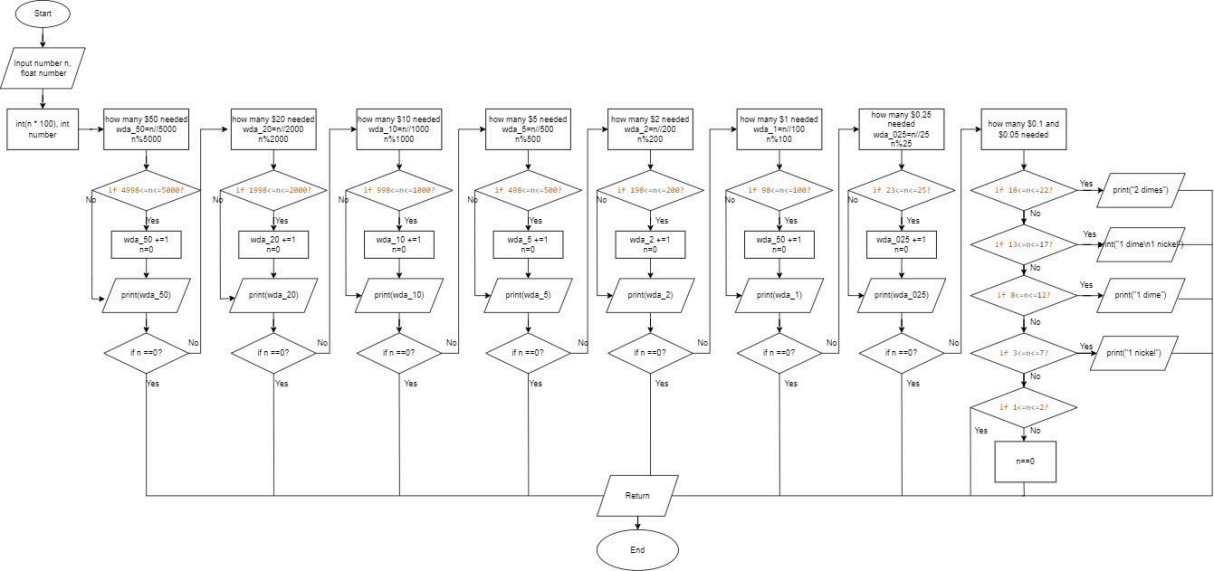 Start
Input number n,
float number
int(n * 100), int
number
how many $50 needed
wda_50=n//5000
n%5000
if 4998<=n<=5000?
No
Yes
wda_50 +=1
n=0
print(wda_50)
if n ==0?
No
Yes
how many $20 needed
wda_20=n//2000
n%2000
if 1998<=n<=2000?
No
Yes
wda_20 +=1
n=0
print(wda_20)
if n ==0?
No
Yes
how many $10 needed
wda_10=n//1000
n%1000
if 998<=n<=1000?
No
Yes
wda_10 +=1
n=0
print(wda_10)
if n ==0?
No
Yes
how many $5 needed
wda_5=n//500
n%500
if 498<=n<=500?
No
Yes
wda_5 +=1
n=0
print(wda_5)
if n ==0?
No
Yes
how many $2 needed
wda_2=n//200
n%200
if 198<=n<=200?
No
Yes
wda_2 +=1
n=0
print(wda_2)
if n ==0?
No
Yes
how many $1 needed
wda_1=n//100
n%100
if 98<=n<=100?
No
Yes
wda_50 +=1
n=0
print(wda_1)
if n ==0?
No
Yes
how many $0.25
needed
wda_025=n//25
n%25
if 23<=n<=25?
No
Yes
wda_025 +=1
n=0
print(wda_025)
if n ==0?
No
Yes
how many $0.1 and
$0.05 needed
if 18<=n<=22?
Yes
print("2 dimes")
No
if 13<=n<=17?
Yes
int("1 dime\n1 nickel")
No
if 8<=n<=12?
Yes
print("1 dime")
No
if 3<=n<=7?
Yes
print("1 nickel")
No
if 1<=n<=2?
Yes
No
n==0
Return
End